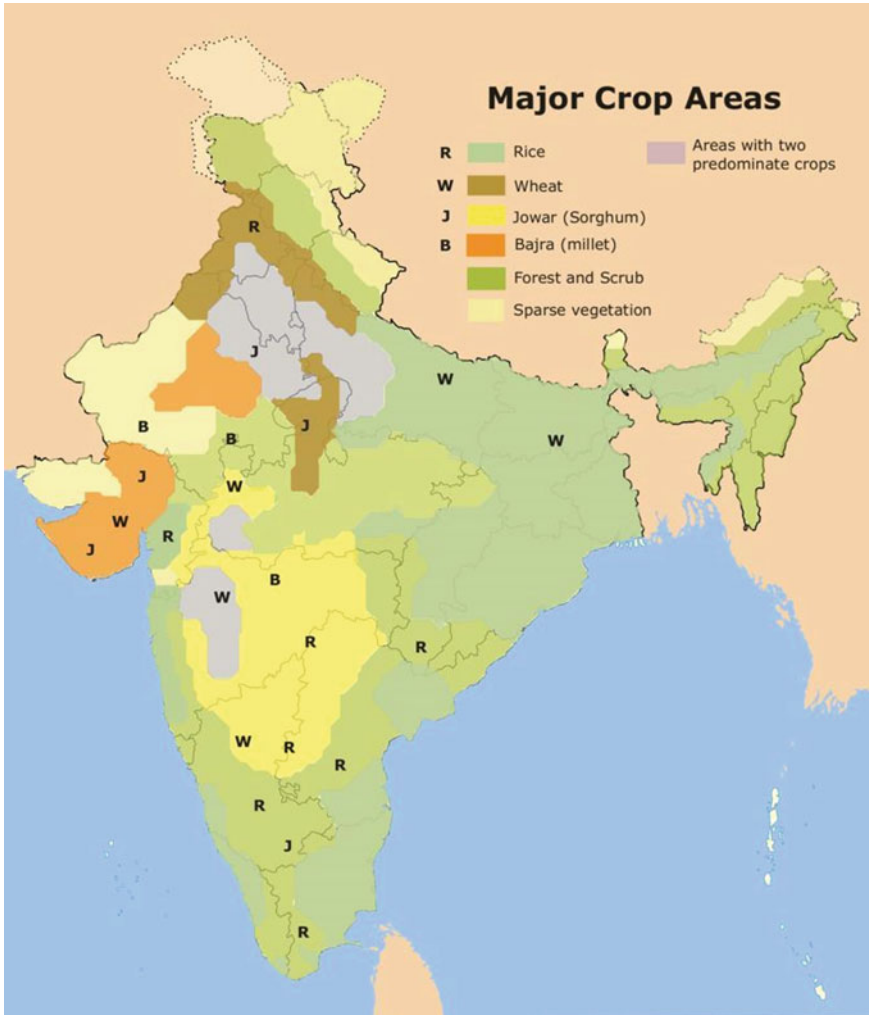 Major Crop Areas
R Rice
Areas with two
predominate crops
W Wheat
J Jowar (Sorghum)
B Bajra (millet)
Forest and Scrub
Sparse vegetation
R
J
W
J
B
B
W
J
W
W
R
J
B
W
R
R
W
R
R
R
J
R